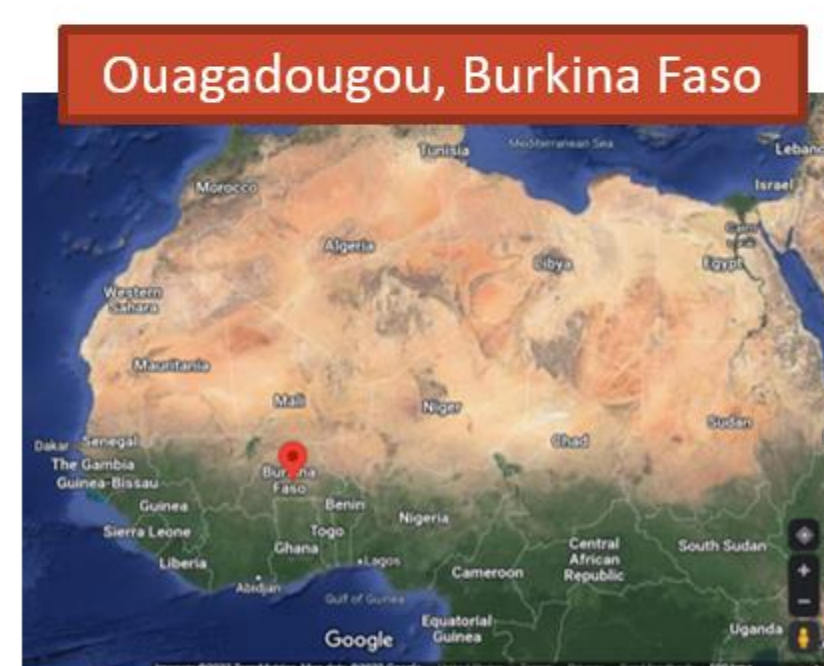 Ouagadougou, Burkina Faso
Tunisia
Mediterranean Sea
Lebano
Morocco
Israel
Cairo
Algeria
Libya
Egypt
Western
Sahara
Mauritania
Mali
Niger
Sudan
Chad
Dakar
Senegal
The Gambia
Burkina
Guinea-Bissau
Faso
Guinea
Benin
Nigeria
Sierra Leone
Togo
Ghana
Central
African
Republic
South Sudan
Liberia
Lagos
Cameroon
Abidjan
Gulf of Guinea
Equatorial
Guinea
Uganda
Google